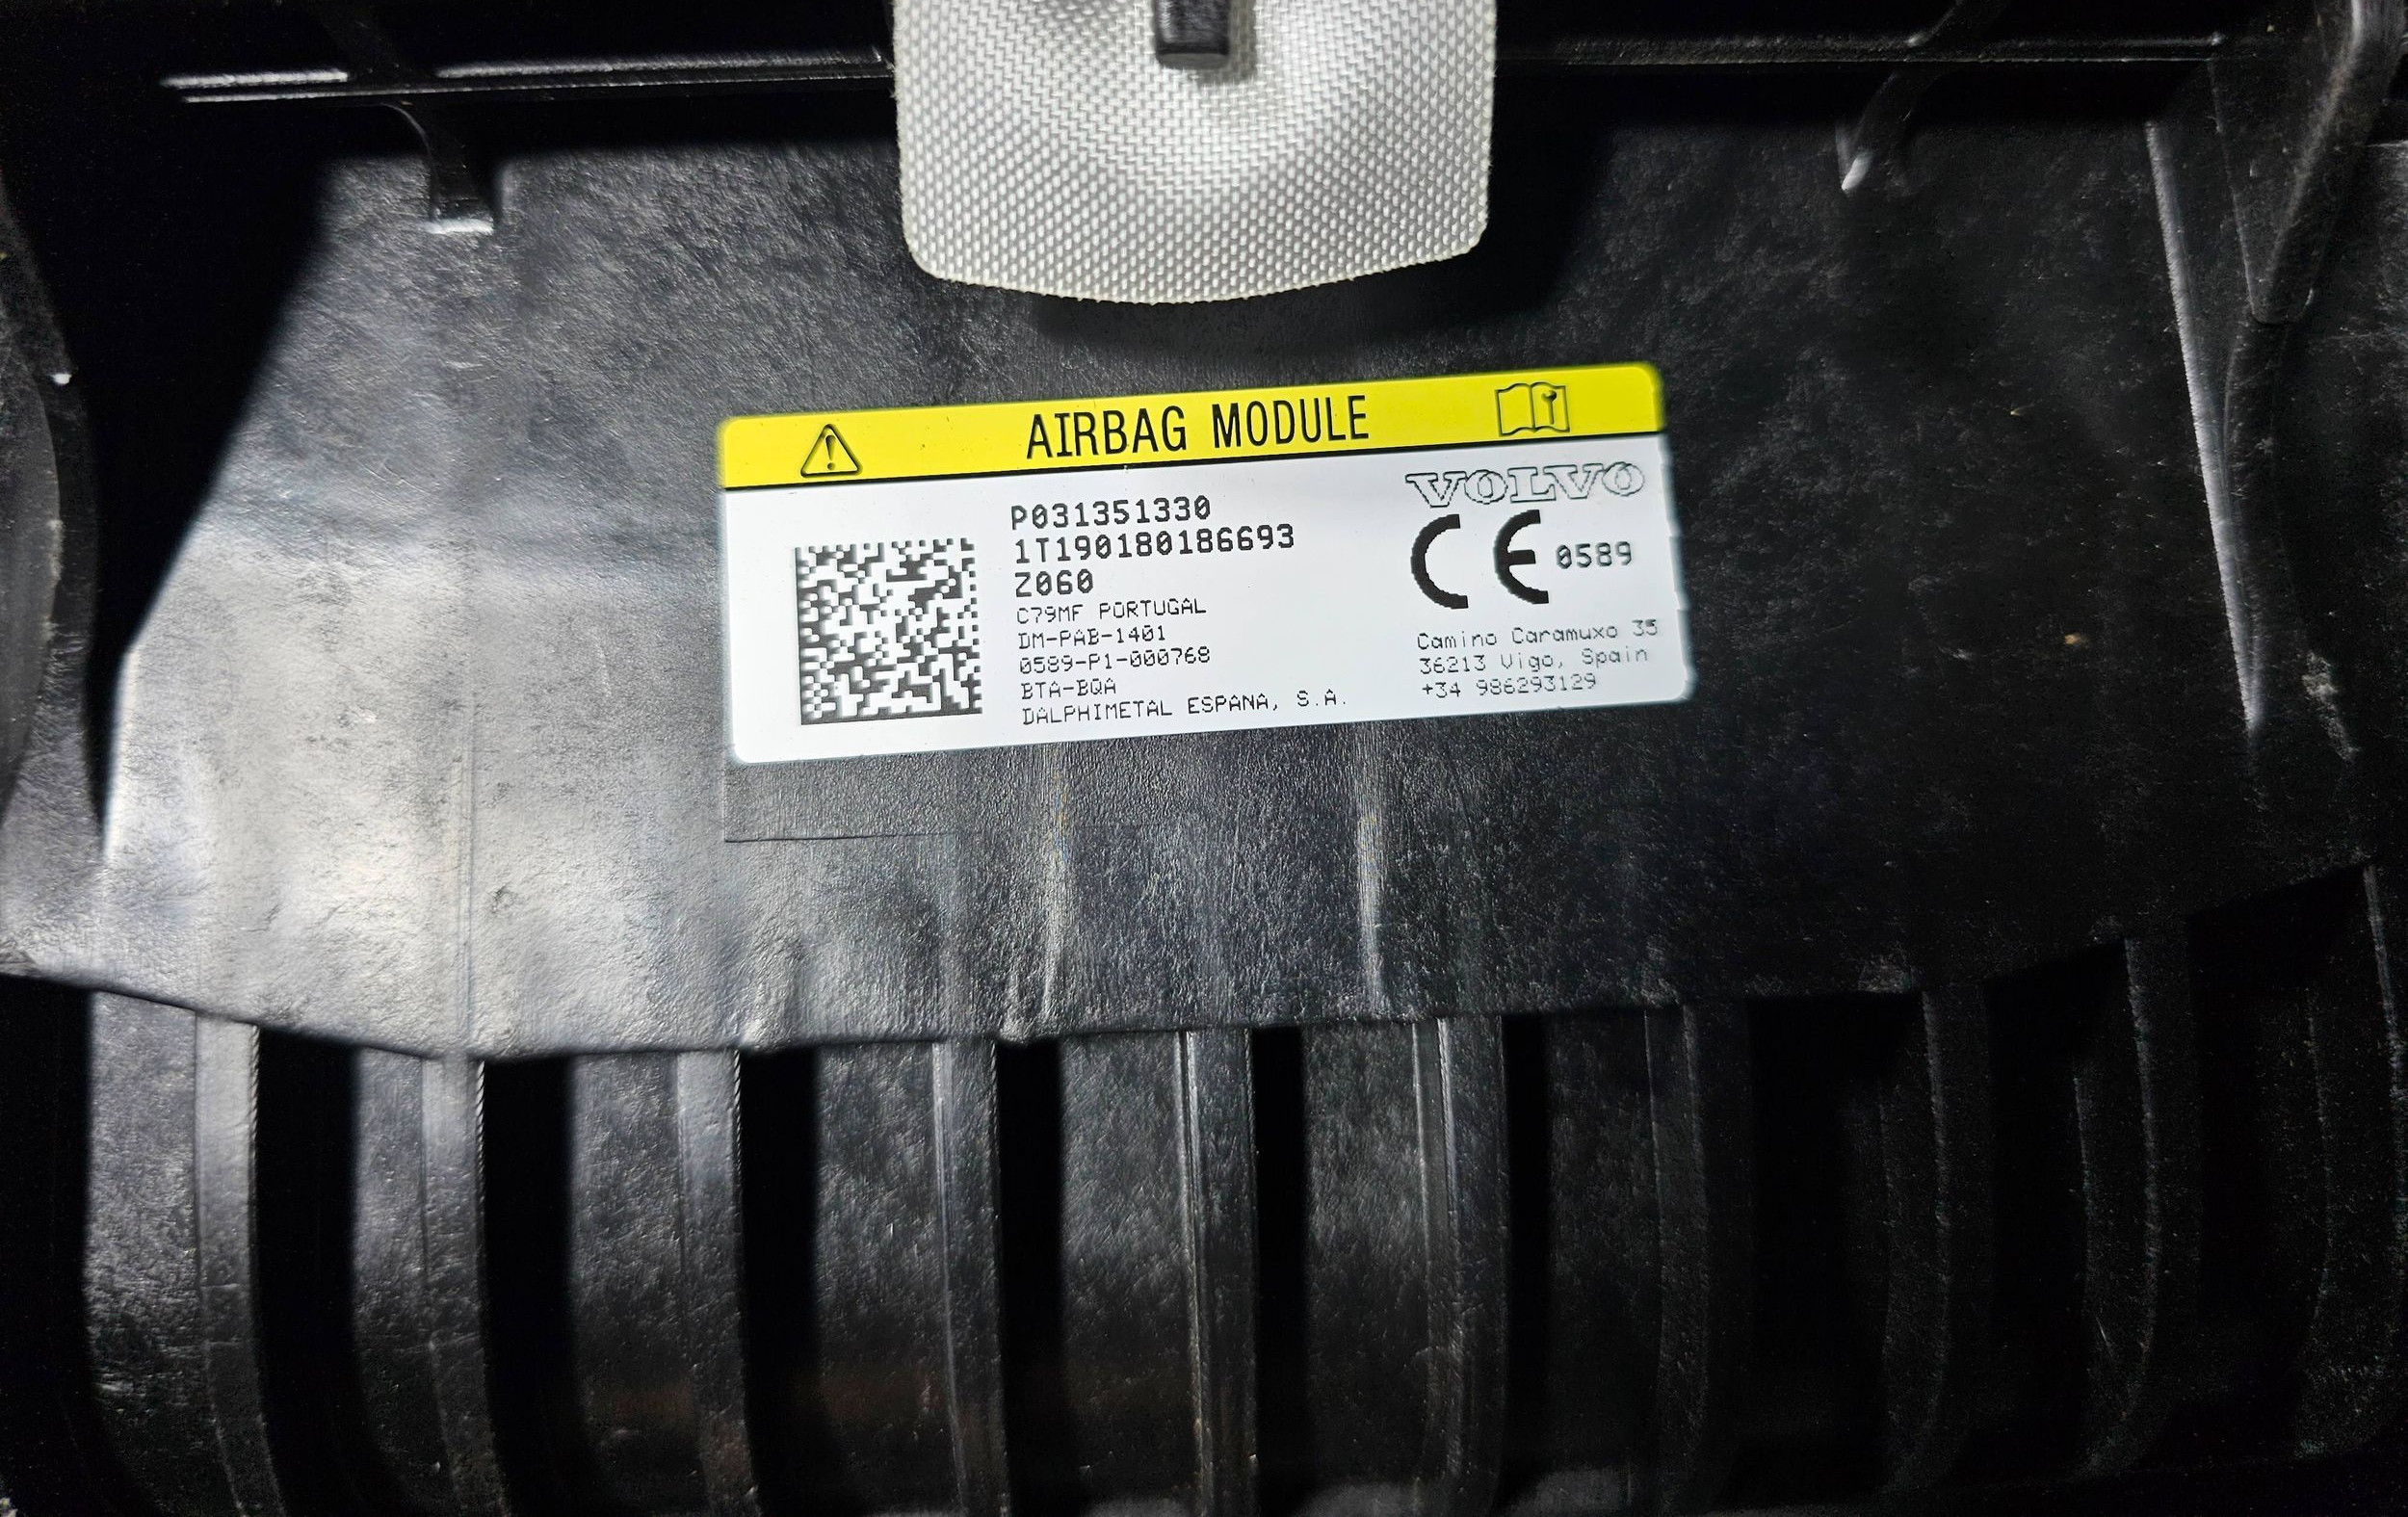 AIRBAG MODULE
VOLVO
P031351330
1T190180186693
Z060
CE 0589
C79MF PORTUGAL
DM-PAB-1401
0589-P1-000768
BTA-BQA
DALPHIMETAL ESPANA, S.A.
Camino Caramuxo 35
36213 Vigo, Spain
+34 986293129